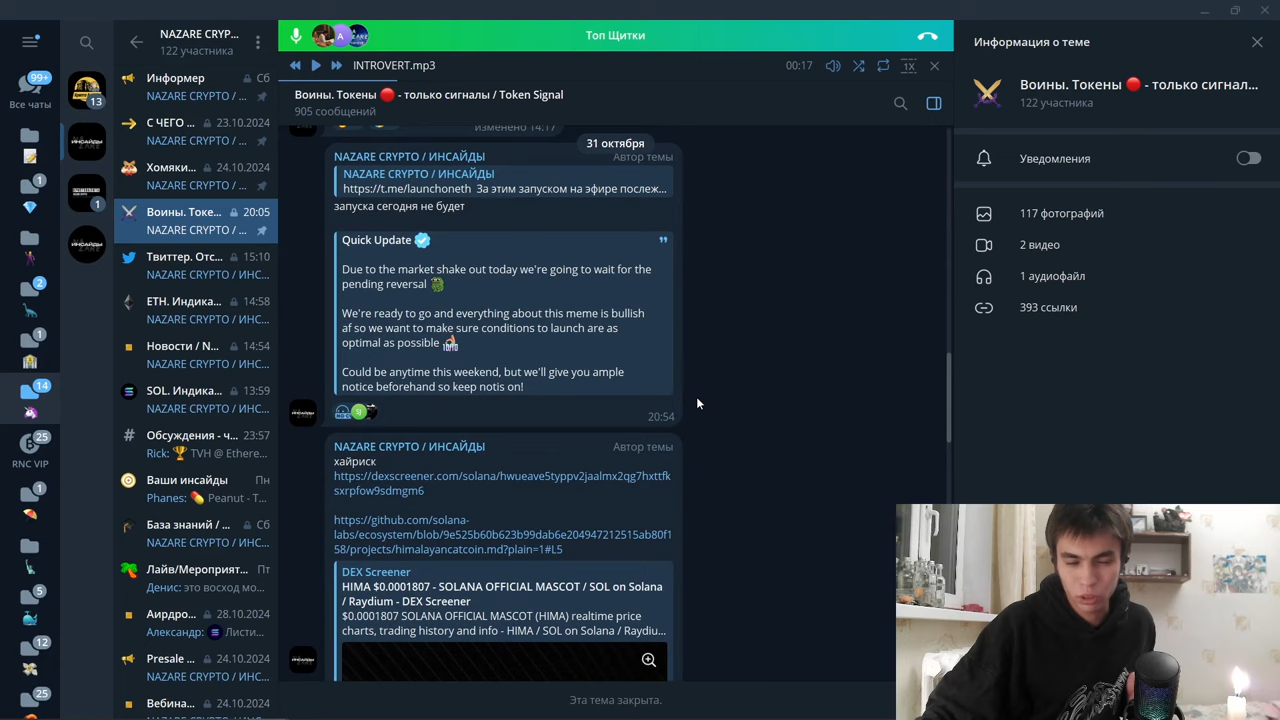 99+
Все чаты
1
2
1
14
25
RNC VIP
1
5
12
25
13
ИНСАЙДЫ
1
ИНСАЙДЫ
NAZARE CRYP...
122 участника
Информер
Сб
NAZARE CRYPTO / ...
С ЧЕГО ...
23.10.2024
NAZARE CRYPTO / ...
Хомяки...
24.10.2024
NAZARE CRYPTO / ...
Воины. Токе...
20:05
NAZARE CRYPTO / ...
Твиттер. Отс...
15:10
NAZARE CRYPTO / ИНС...
ETH. Индика...
14:58
NAZARE CRYPTO / ИНС...
Новости / N...
14:54
NAZARE CRYPTO / ИНС...
SOL. Индика...
13:59
NAZARE CRYPTO / ИНС...
Обсуждения - ч...
23:57
Rick: 🏆 TVH @ Ethere...
Ваши инсайды
Пн
Phanes: 💊 Peanut - T...
База знаний / ...
Сб
NAZARE CRYPTO / ИНС...
Лайв/Мероприят...
Пт
Денис: это восход мо...
Аирдро...
28.10.2024
Александр: Листи...
Presale ...
24.10.2024
NAZARE CRYPTO / ИНС...
Вебина...
24.10.2024
NAZARE CRYPTO / ИНС...
A
Топ Щитки
INTROVERT.mp3
00:17
1X
Воины. Токены 🔴 - только сигналы / Token Signal
905 сообщений
изменено 14:17
31 октября
NAZARE CRYPTO / ИНСАЙДЫ
Автор темы
NAZARE CRYPTO / ИНСАЙДЫ
https://t.me/launchoneth За этим запуском на эфире послеж...
запуска сегодня не будет
Quick Update
Due to the market shake out today we're going to wait for the
pending reversal
We're ready to go and everything about this meme is bullish
af so we want to make sure conditions to launch are as
optimal as possible
Could be anytime this weekend, but we'll give you ample
notice beforehand so keep notis on!
20:54
ИНСАЙДЫ
NAZARE CRYPTO / ИНСАЙДЫ
Автор темы
хайриск
https://dexscreener.com/solana/hwueave5typpv2jaalmx2qg7hxttfk
sxrpfow9sdmgm6
https://github.com/solana-
labs/ecosystem/blob/9e525b60b623b99dab6e204947212515ab80f1
58/projects/himalayancatcoin.md?plain=1#L5
DEX Screener
HIMA $0.0001807 - SOLANA OFFICIAL MASCOT / SOL on Solana
/ Raydium - DEX Screener
$0.0001807 SOLANA OFFICIAL MASCOT (HIMA) realtime price
charts, trading history and info - HIMA / SOL on Solana / Raydiu...
ИНСАЙДЫ
Эта тема закрыта.
Информация о теме
Воины. Токены 🔴 - только сигнал...
122 участника
Уведомления
117 фотографий
2 видео
1 аудиофайл
393 ссылки